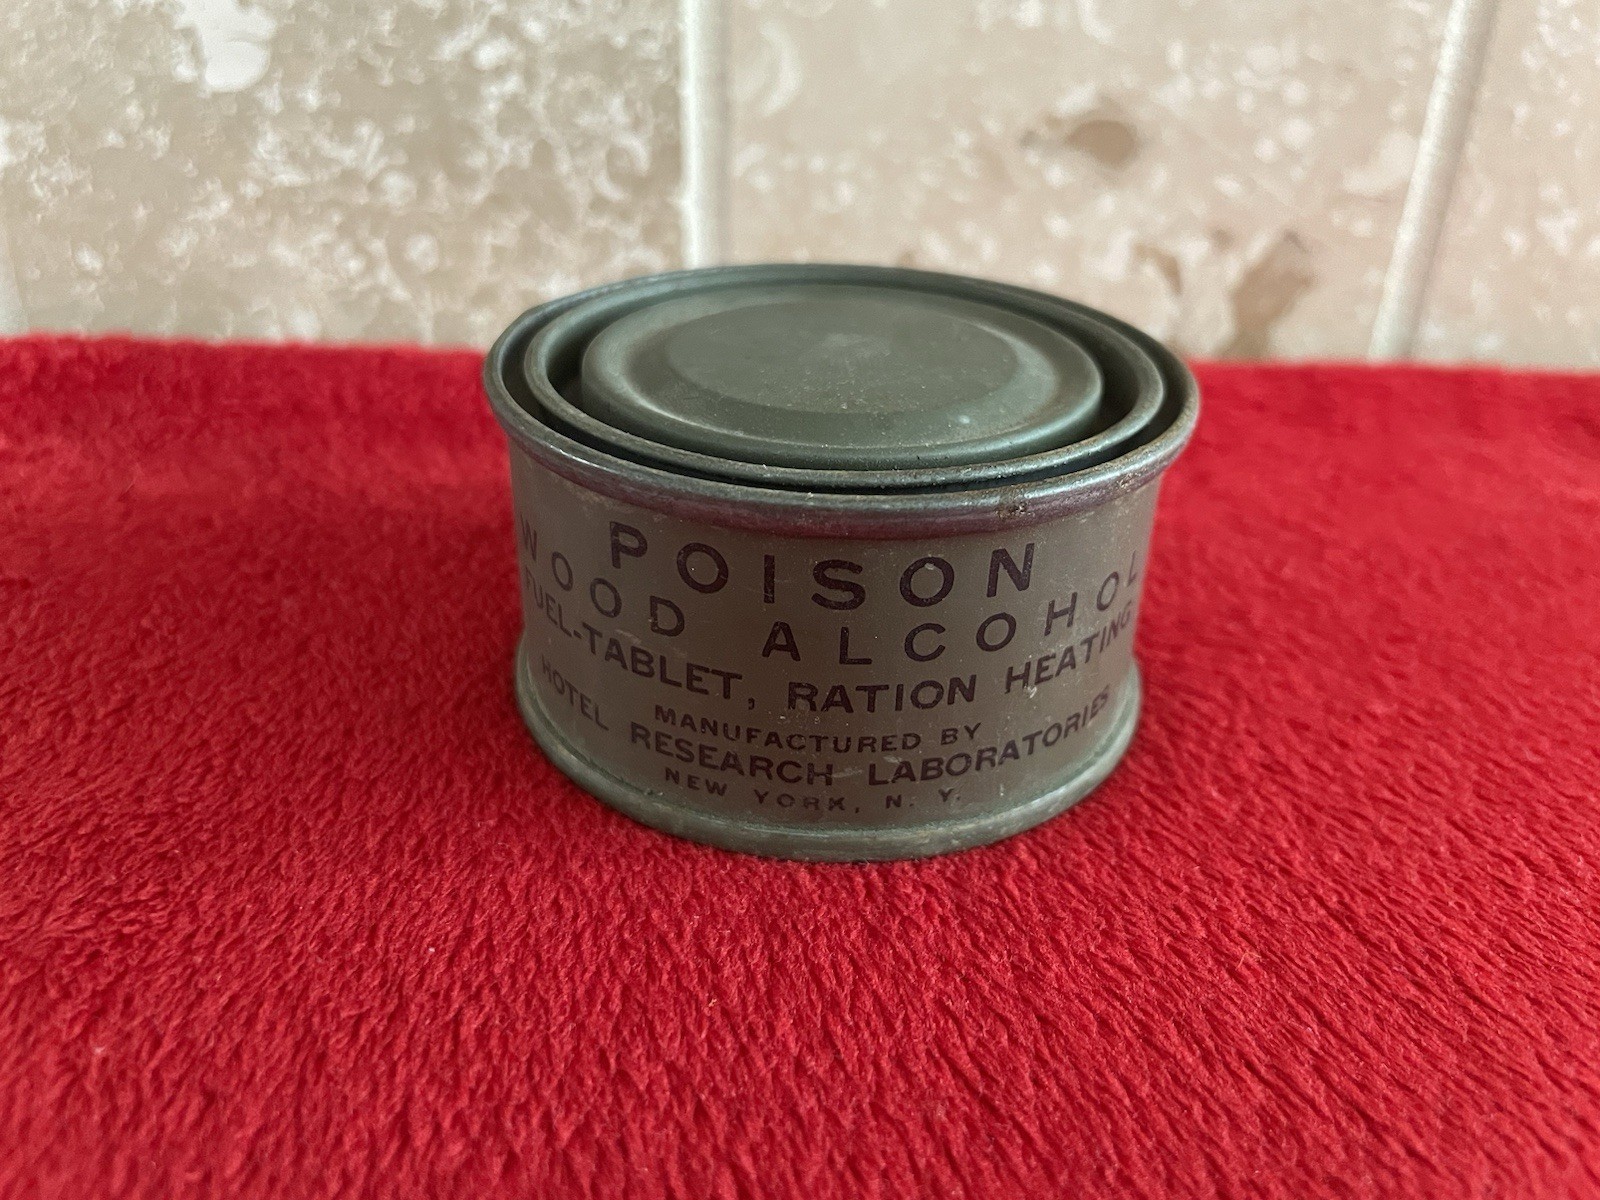 POISON
WOOD ALCOHOL
FUEL-TABLET, RATION HEATING
MANUFACTURED BY
HOTEL RESEARCH LABORATORIES
NEW YORK, N. Y.